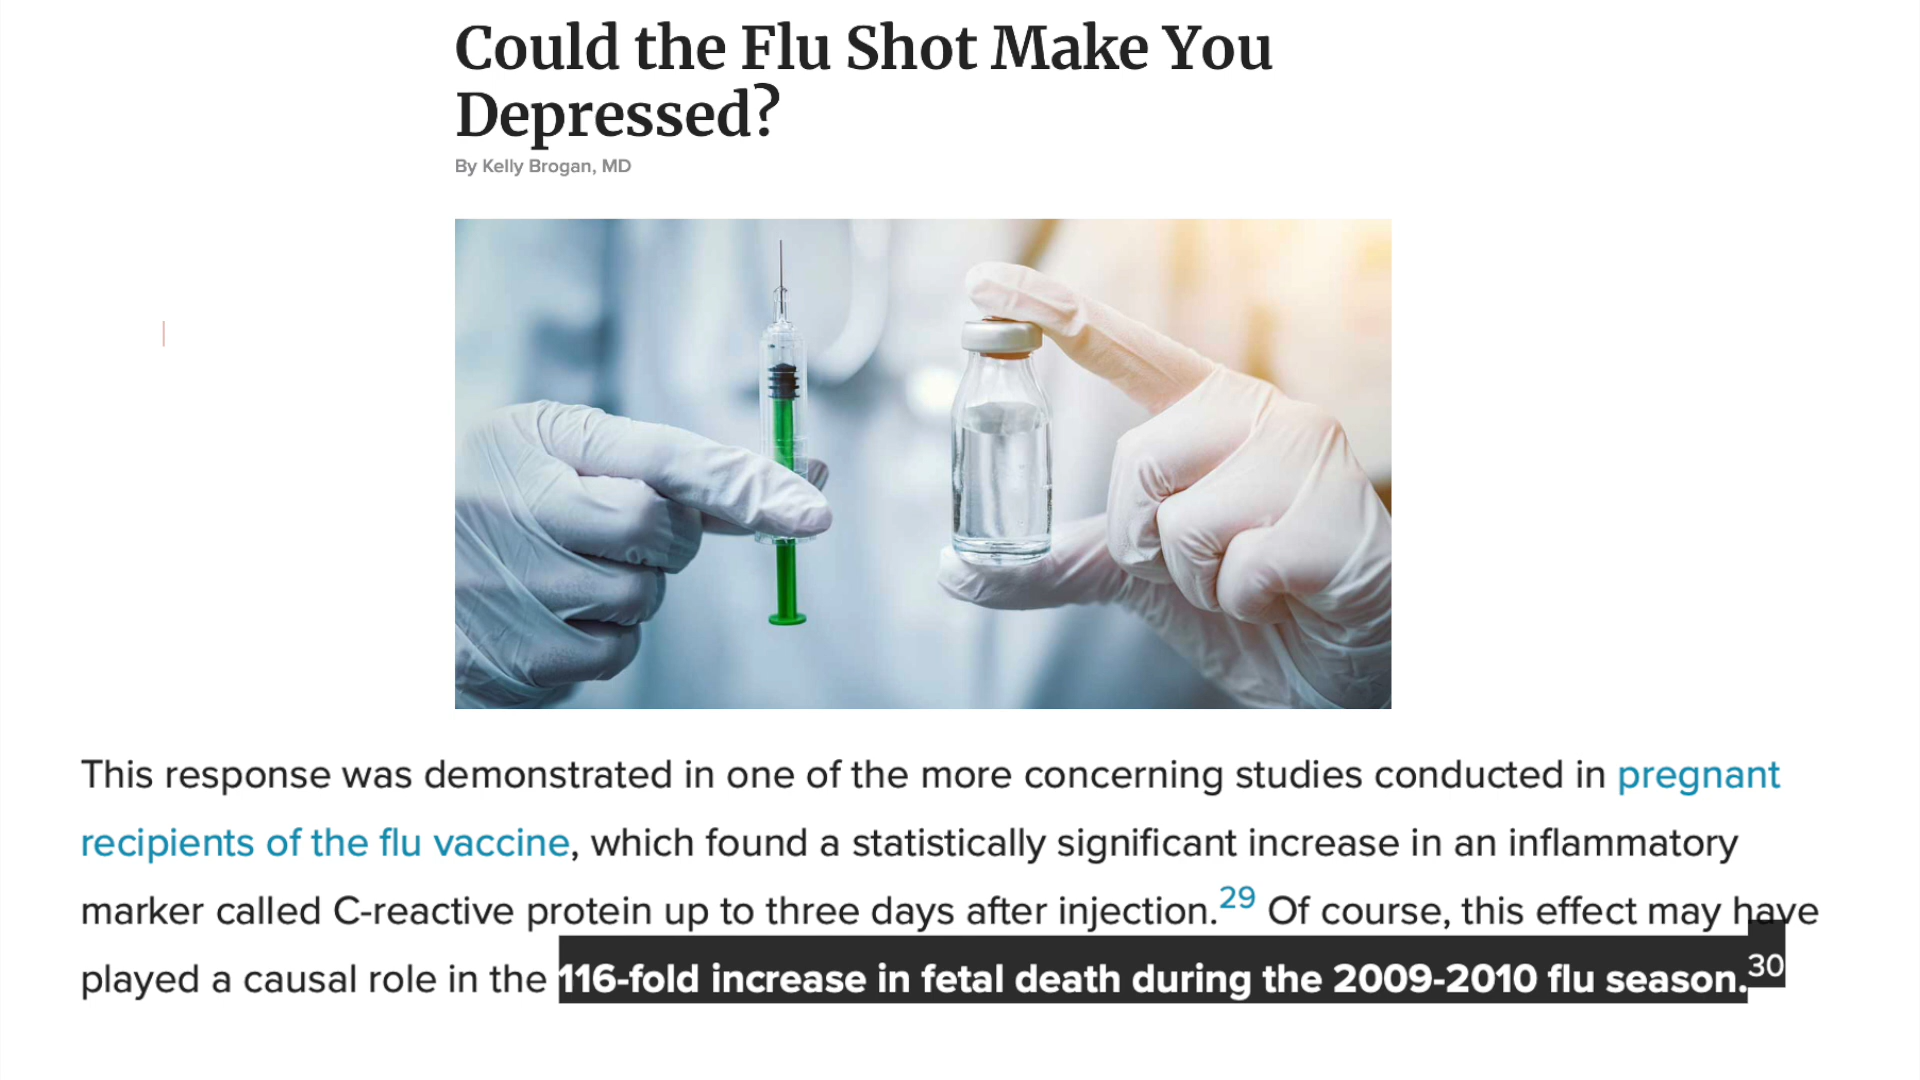 Could the Flu Shot Make You
Depressed?
By Kelly Brogan, MD
This response was demonstrated in one of the more concerning studies conducted in pregnant
recipients of the flu vaccine, which found a statistically significant increase in an inflammatory
marker called C-reactive protein up to three days after injection.29 Of course, this effect may have
played a causal role in the 116-fold increase in fetal death during the 2009-2010 flu season.30